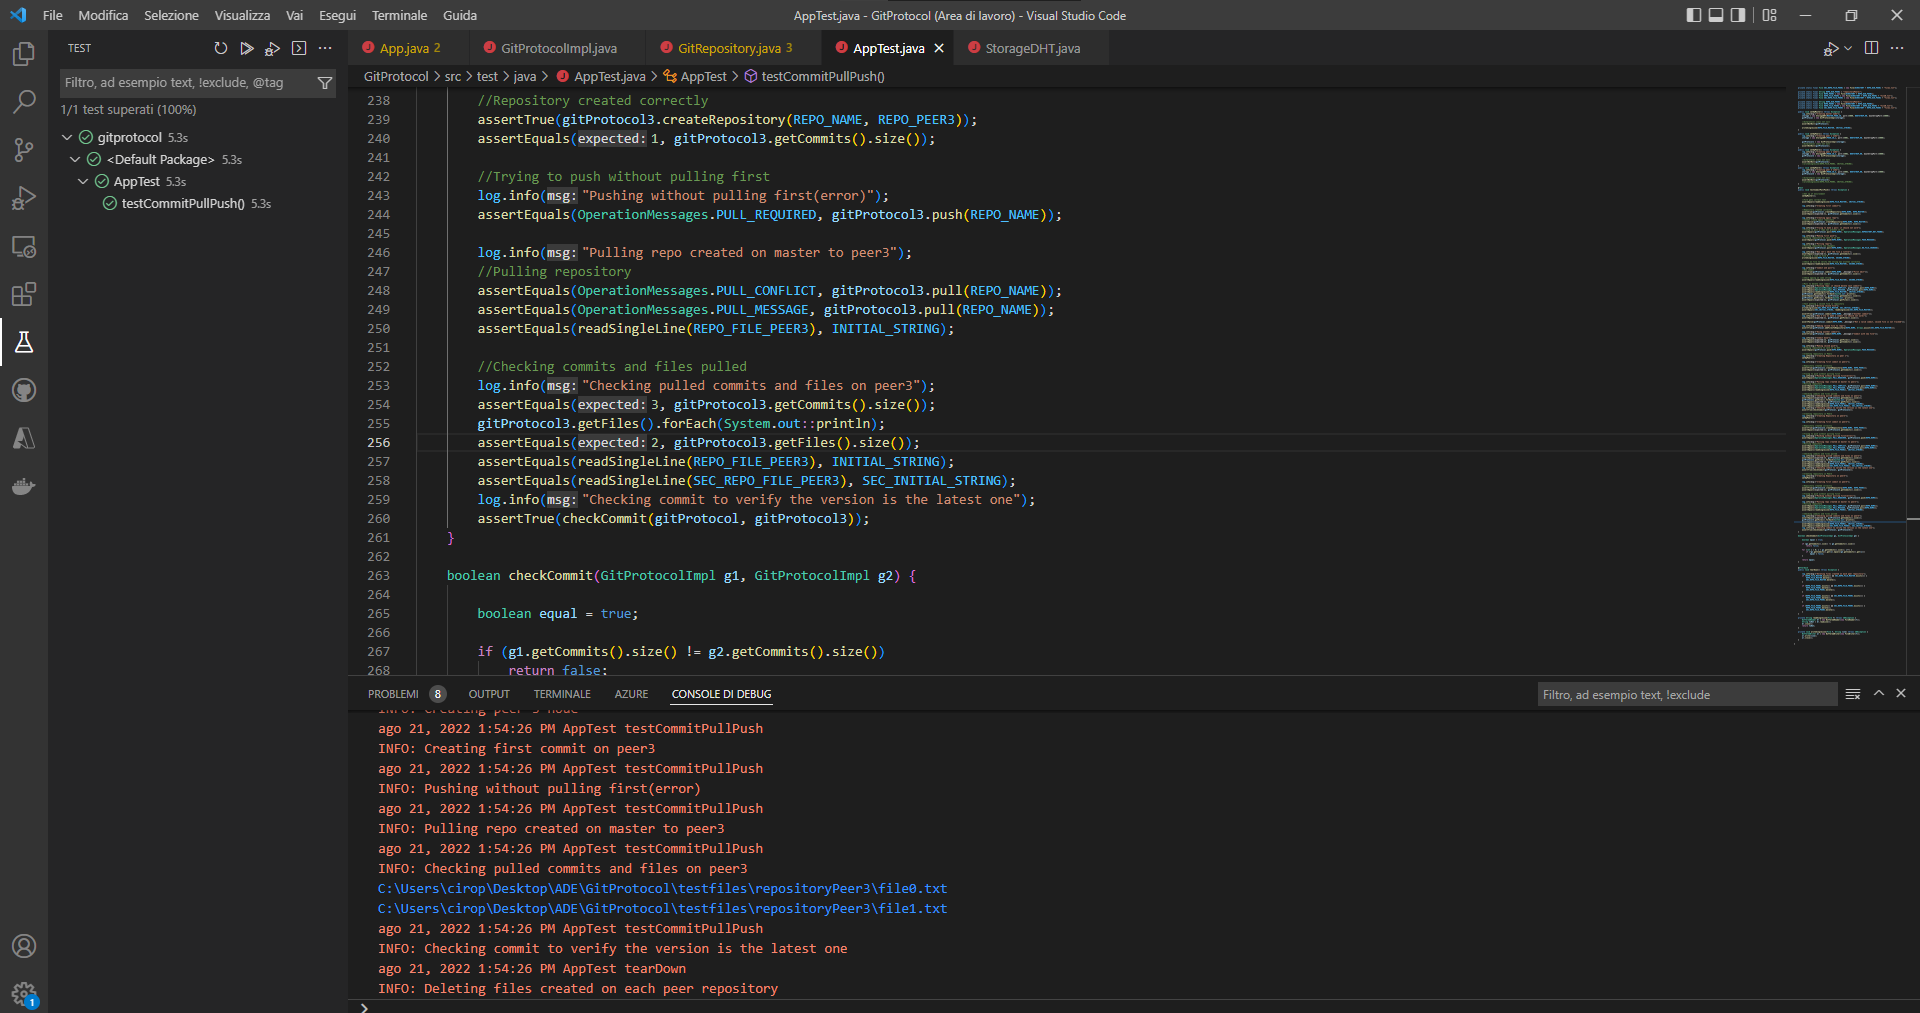 File Modifica Selezione Visualizza Vai Esegui Terminale Guida
AppTest.java - GitProtocol (Area di lavoro) - Visual Studio Code
TEST
Filtro, ad esempio text, !exclude, @tag
1/1 test superati (100%)
gitprotocol 5.3s
<Default Package> 5.3s
AppTest 5.3s
testCommitPullPush() 5.3s
1
App.java 2
GitProtocolImpl.java
GitRepository.java 3
AppTest.java
StorageDHT.java
GitProtocol > src > test > java > AppTest.java > AppTest > testCommitPullPush()
238 //Repository created correctly
239 assertTrue(gitProtocol3.createRepository(REPO_NAME, REPO_PEER3));
240 assertEquals(expected: 1, gitProtocol3.getCommits().size());
241
242 //Trying to push without pulling first
243 log.info(msg: "Pushing without pulling first(error)");
244 assertEquals(OperationMessages.PULL_REQUIRED, gitProtocol3.push(REPO_NAME));
245
246 log.info(msg: "Pulling repo created on master to peer3");
247 //Pulling repository
248 assertEquals(OperationMessages.PULL_CONFLICT, gitProtocol3.pull(REPO_NAME));
249 assertEquals(OperationMessages.PULL_MESSAGE, gitProtocol3.pull(REPO_NAME));
250 assertEquals(readSingleLine(REPO_FILE_PEER3), INITIAL_STRING);
251
252 //Checking commits and files pulled
253 log.info(msg: "Checking pulled commits and files on peer3");
254 assertEquals(expected: 3, gitProtocol3.getCommits().size());
255 gitProtocol3.getFiles().forEach(System.out::println);
256 assertEquals(expected: 2, gitProtocol3.getFiles().size());
257 assertEquals(readSingleLine(REPO_FILE_PEER3), INITIAL_STRING);
258 assertEquals(readSingleLine(SEC_REPO_FILE_PEER3), SEC_INITIAL_STRING);
259 log.info(msg: "Checking commit to verify the version is the latest one");
260 assertTrue(checkCommit(gitProtocol, gitProtocol3));
261 }
262
263 boolean checkCommit(GitProtocolImpl g1, GitProtocolImpl g2) {
264
265 boolean equal = true;
266
267 if (g1.getCommits().size() != g2.getCommits().size())
268 return false;
PROBLEMI 8 OUTPUT TERMINALE AZURE CONSOLE DI DEBUG
Filtro, ad esempio text, !exclude
INFO: Creating peer 3 node
ago 21, 2022 1:54:26 PM AppTest testCommitPullPush
INFO: Creating first commit on peer3
ago 21, 2022 1:54:26 PM AppTest testCommitPullPush
INFO: Pushing without pulling first(error)
ago 21, 2022 1:54:26 PM AppTest testCommitPullPush
INFO: Pulling repo created on master to peer3
ago 21, 2022 1:54:26 PM AppTest testCommitPullPush
INFO: Checking pulled commits and files on peer3
C:\Users\cirop\Desktop\ADE\GitProtocol\testfiles\repositoryPeer3\file0.txt
C:\Users\cirop\Desktop\ADE\GitProtocol\testfiles\repositoryPeer3\file1.txt
ago 21, 2022 1:54:26 PM AppTest testCommitPullPush
INFO: Checking commit to verify the version is the latest one
ago 21, 2022 1:54:26 PM AppTest tearDown
INFO: Deleting files created on each peer repository